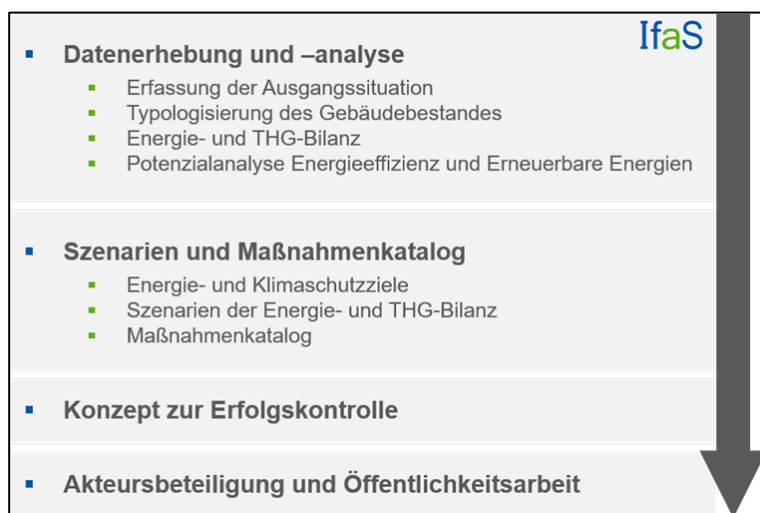 IfaS
Datenerhebung und –analyse
Erfassung der Ausgangssituation
Typologisierung des Gebäudebestandes
Energie- und THG-Bilanz
Potenzialanalyse Energieeffizienz und Erneuerbare Energien
Szenarien und Maßnahmenkatalog
Energie- und Klimaschutzziele
Szenarien der Energie- und THG-Bilanz
Maßnahmenkatalog
Konzept zur Erfolgskontrolle
Akteursbeteiligung und Öffentlichkeitsarbeit